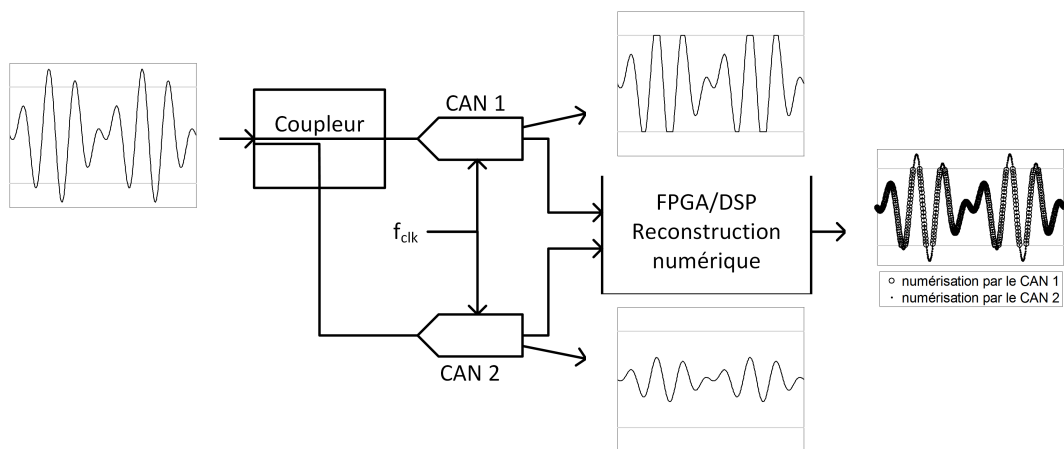 CAN 1
Coupleur
f_clk
FPGA/DSP
Reconstruction
numérique
numérisation par le CAN 1
numérisation par le CAN 2
CAN 2